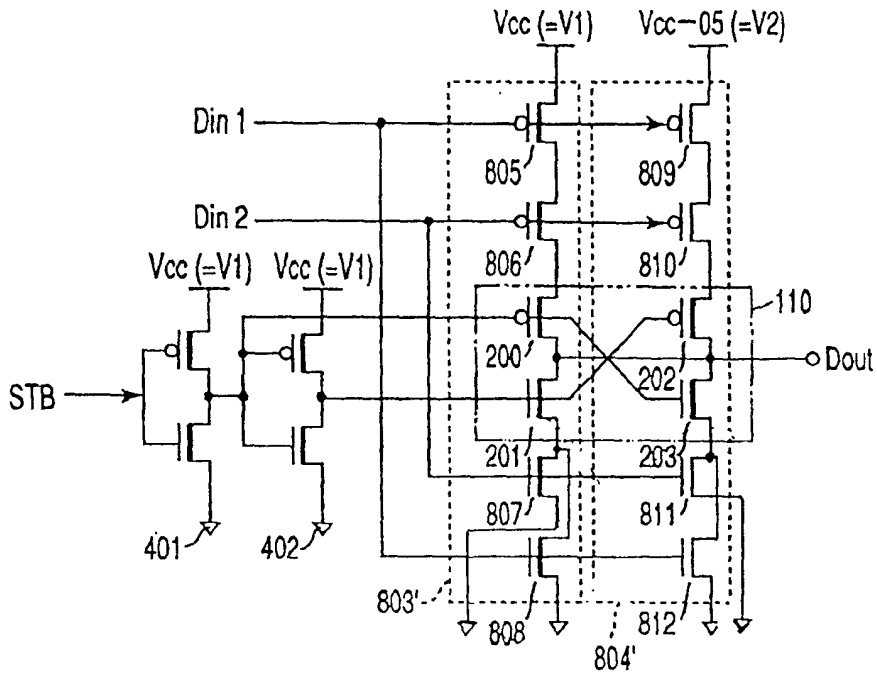 Vcc (=V1)
Vcc-05 (=V2)
Din 1
805
809
Din 2
806
810
Vcc (=V1)
Vcc (=V1)
110
200
202
Dout
STB
201
203
807
811
401
402
803'
808
812
804'